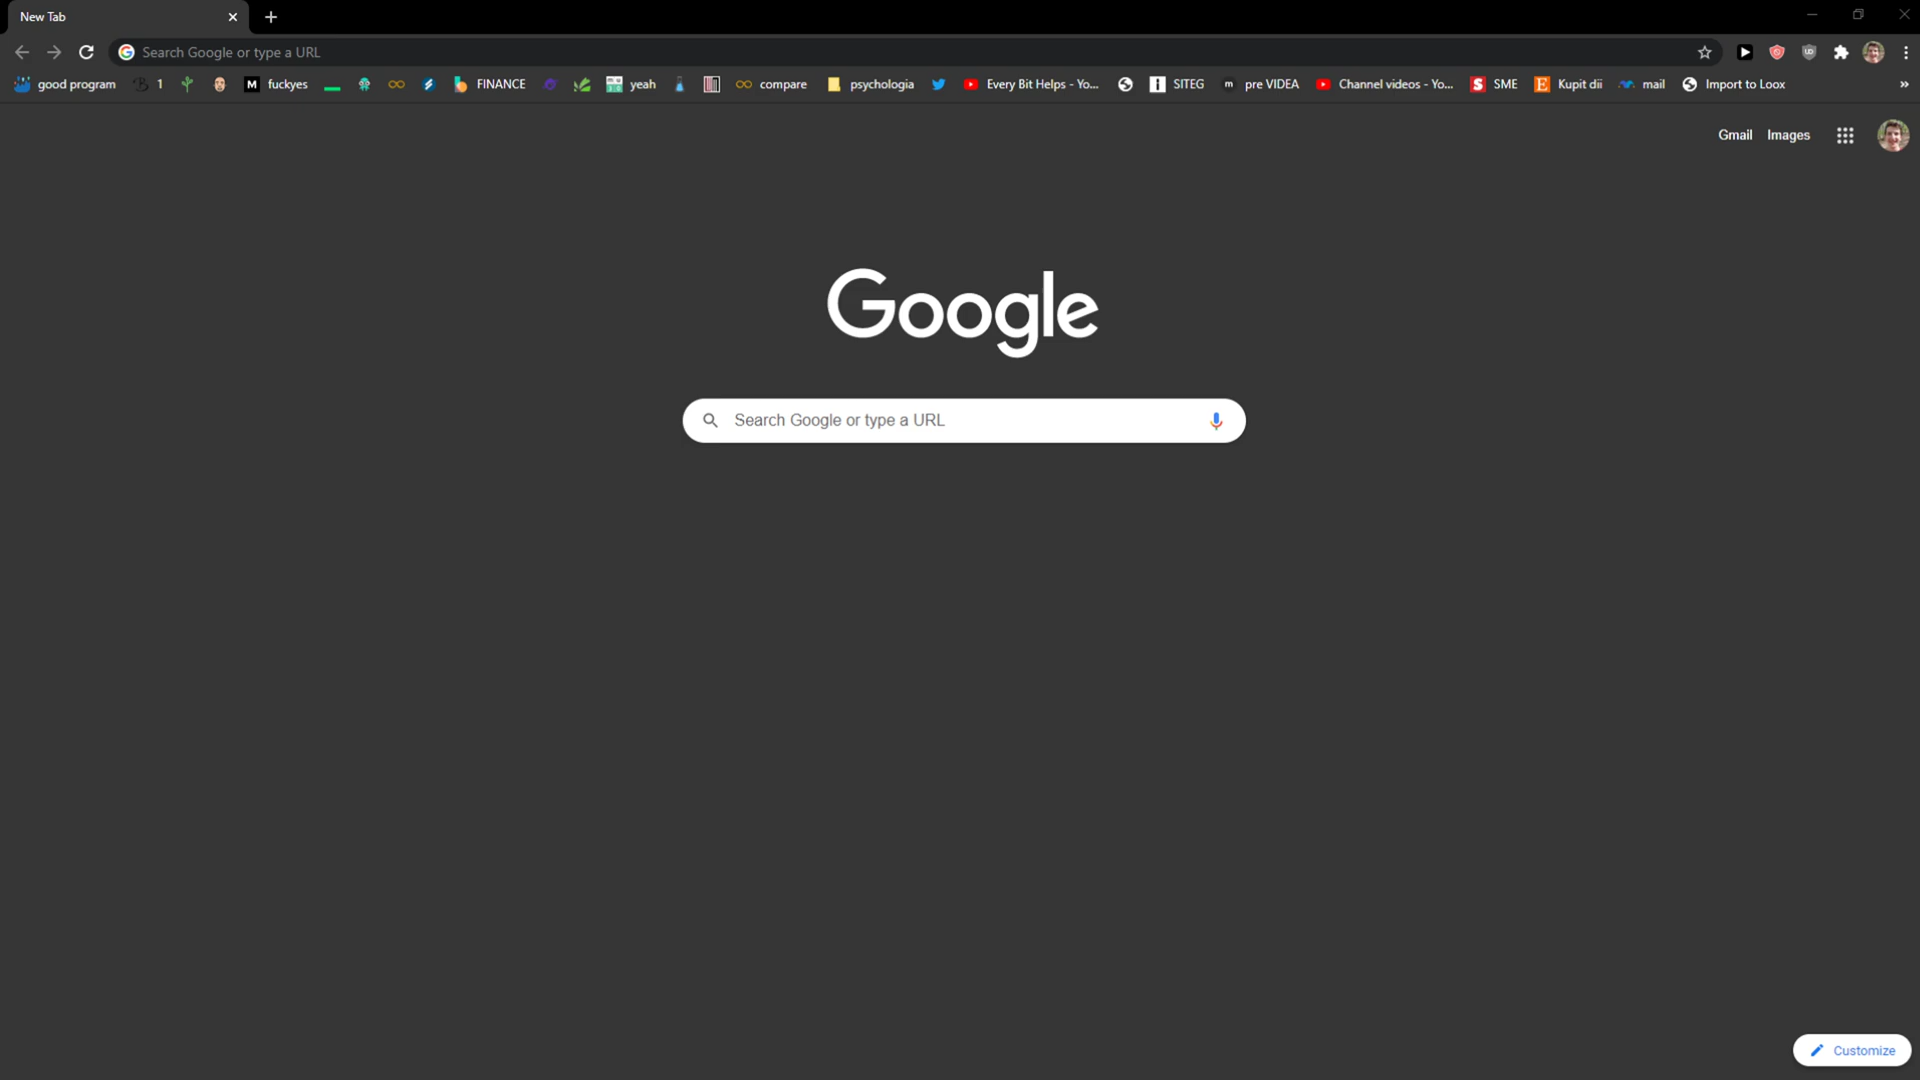 New Tab
Search Google or type a URL
good program 1 M fuckyes FINANCE yeah compare psychologia Every Bit Helps - Yo... SITEG m pre VIDEA Channel videos - Yo... S SME E Kupit dii mail Import to Loox »
Gmail Images
Google
Search Google or type a URL
Customize